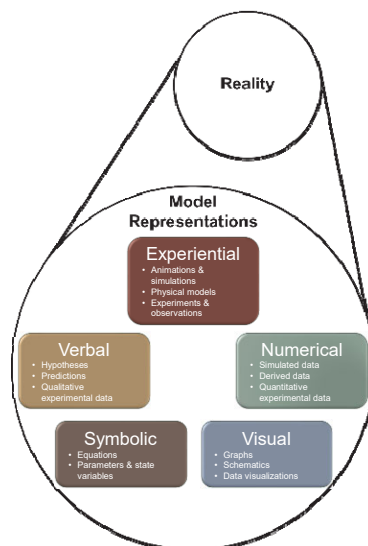 Reality
Model
Representations
Experiential
• Animations &
simulations
• Physical models
• Experiments &
observations
Verbal
• Hypotheses
• Predictions
• Qualitative
experimental data
Numerical
• Simulated data
• Derived data
• Quantitative
experimental data
Symbolic
• Equations
• Parameters & state
variables
Visual
• Graphs
• Schematics
• Data visualizations